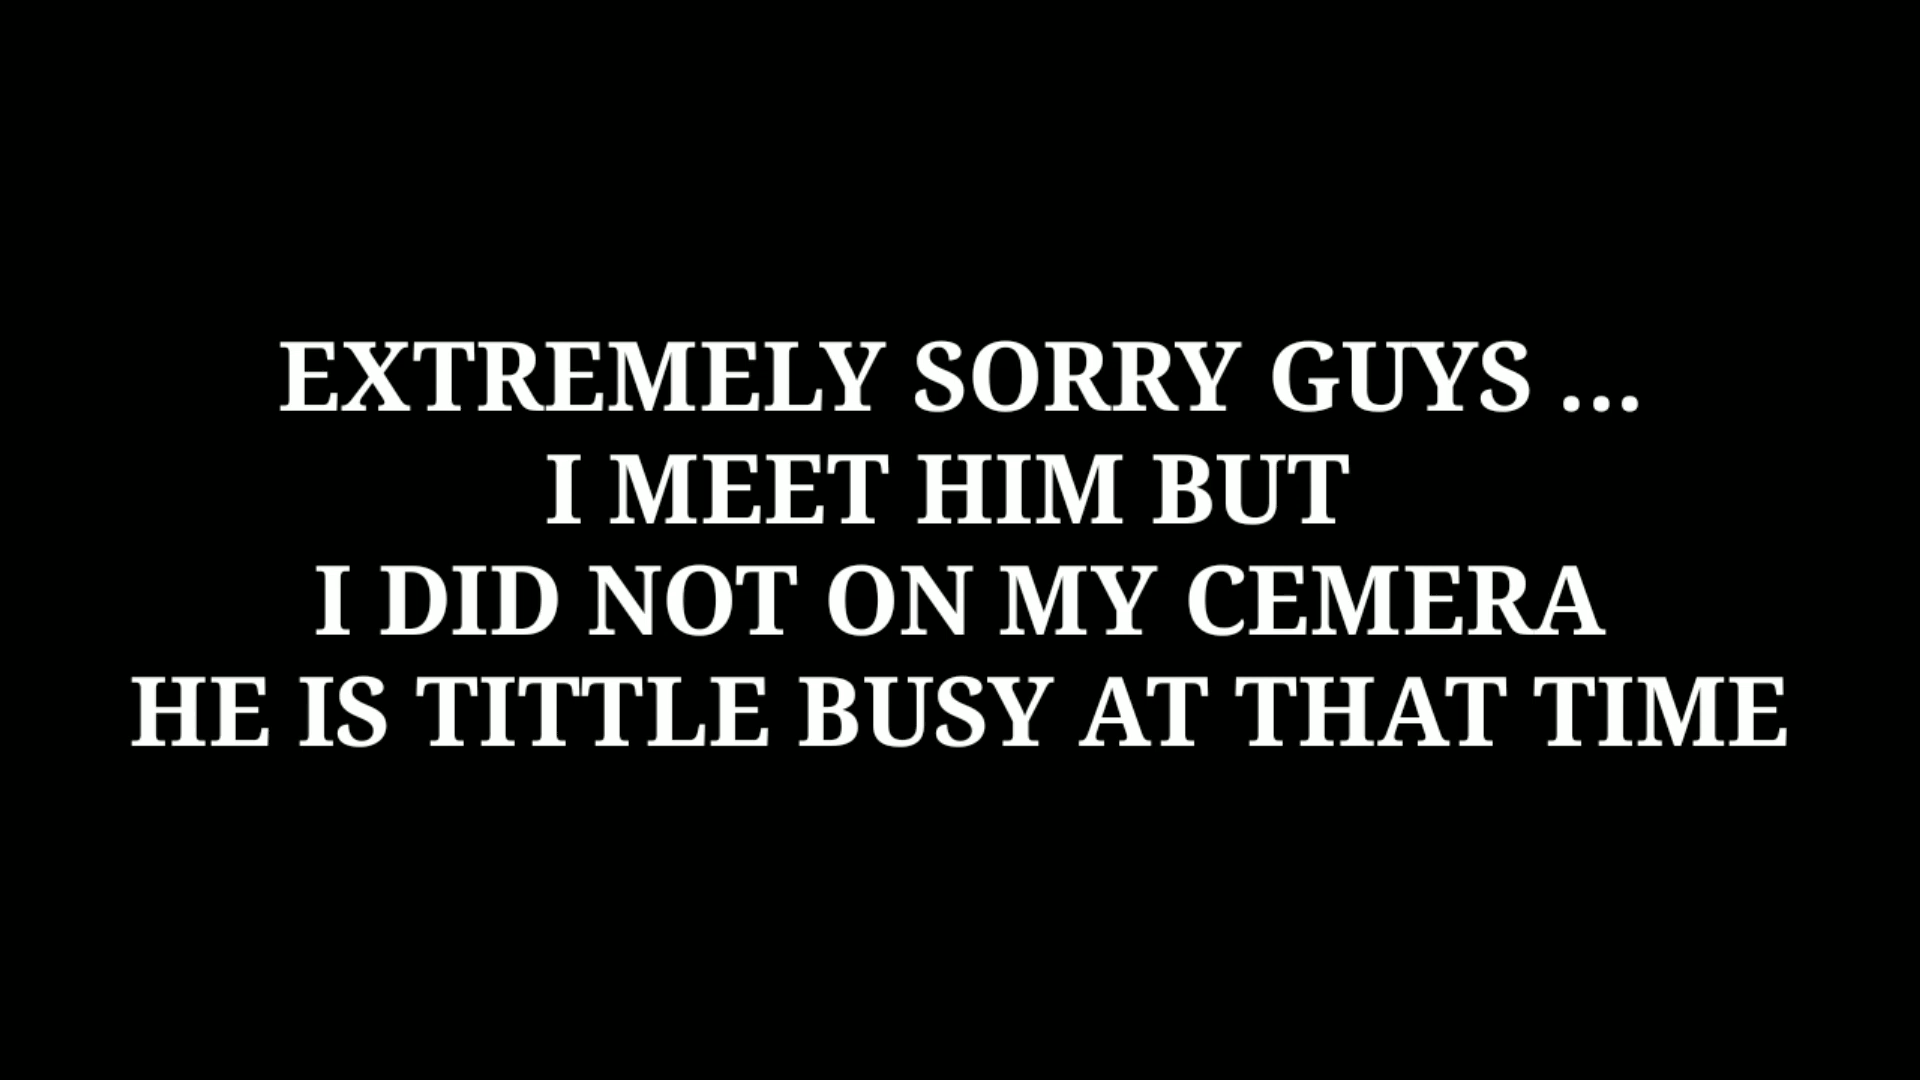 EXTREMELY SORRY GUYS ...
I MEET HIM BUT
I DID NOT ON MY CEMERA
HE IS TITTLE BUSY AT THAT TIME